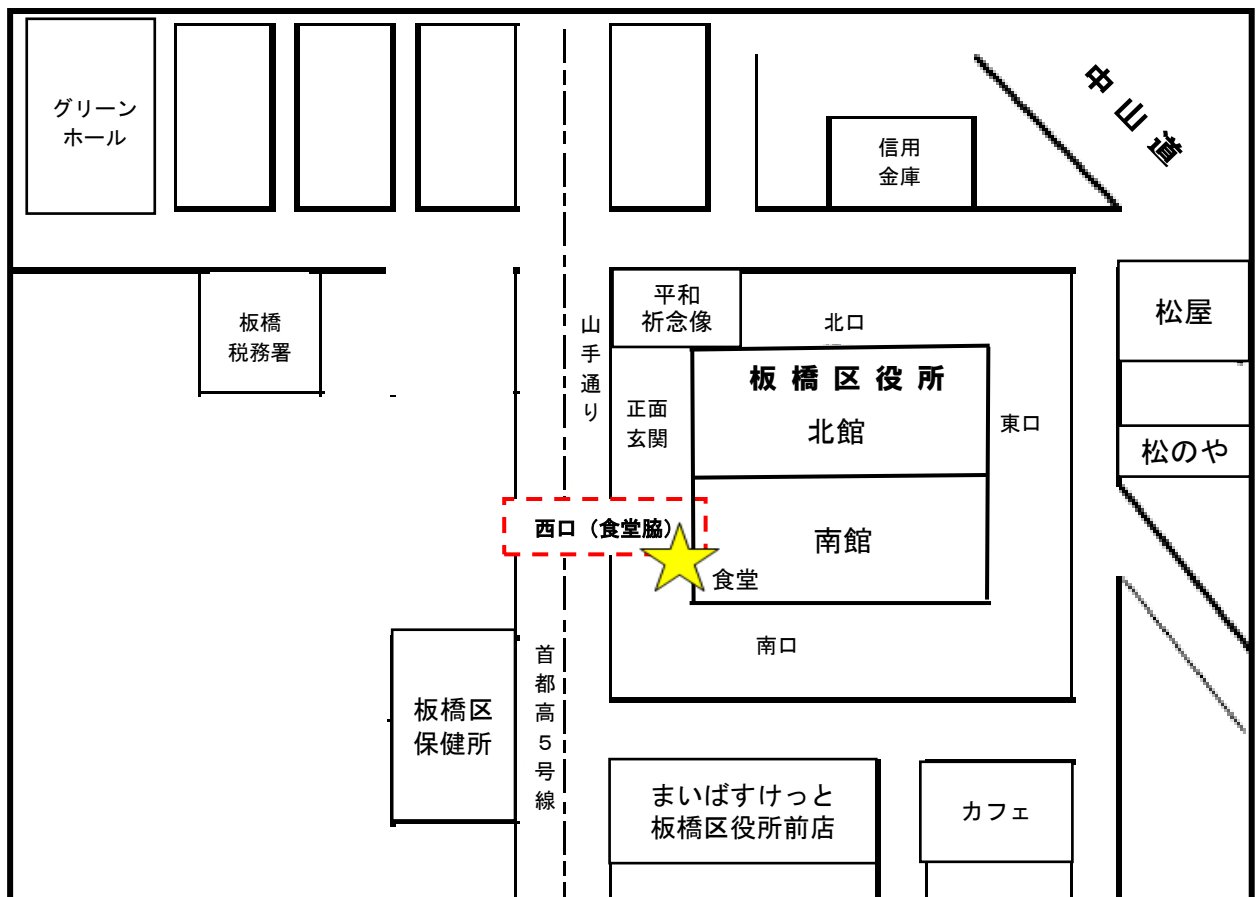 グリーン
ホール
信用
金庫
中山道
板橋
税務署
山手通り
平和
祈念像
北口
松屋
板橋区役所
北館
正面
玄関
東口
松のや
西口（食堂脇）
南館
食堂
南口
首都高５号線
板橋区
保健所
まいばすけっと
板橋区役所前店
カフェ